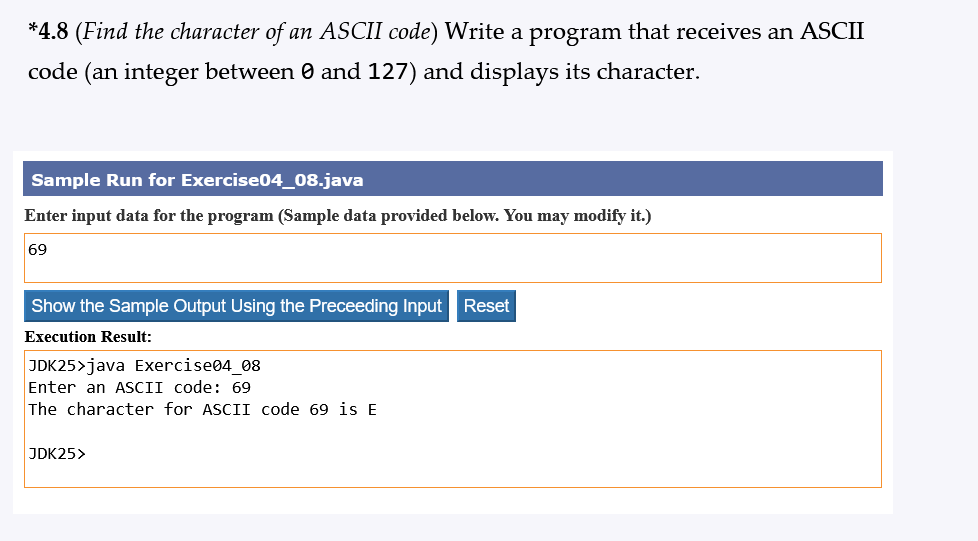 *4.8 (Find the character of an ASCII code) Write a program that receives an ASCII
code (an integer between 0 and 127) and displays its character.
Sample Run for Exercise04_08.java
Enter input data for the program (Sample data provided below. You may modify it.)
69
Show the Sample Output Using the Preceeding Input Reset
Execution Result:
JDK25>java Exercise04_08
Enter an ASCII code: 69
The character for ASCII code 69 is E
JDK25>